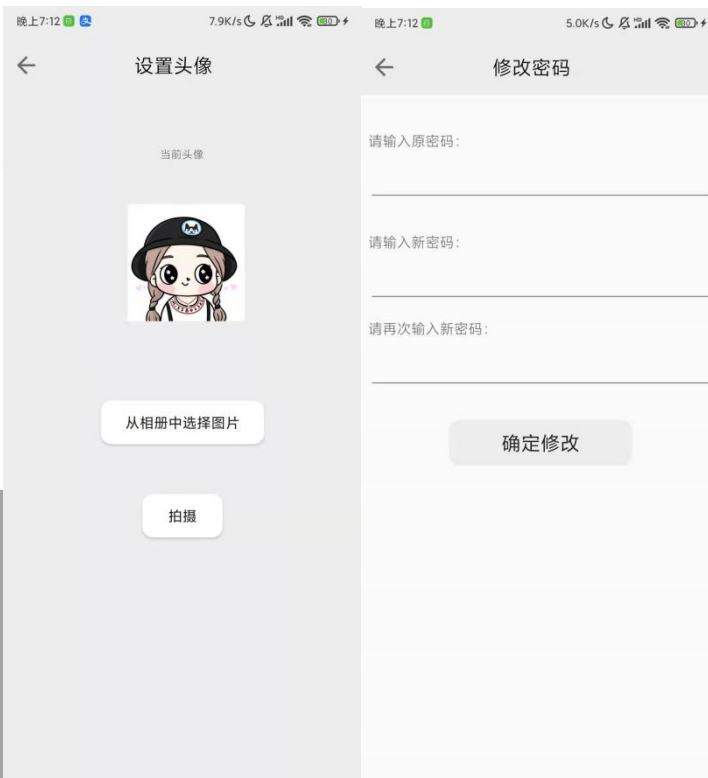 晚上7:12
7.9K/s
设置头像
当前头像
从相册中选择图片
拍摄
晚上7:12
5.0K/s
修改密码
请输入原密码：
请输入新密码：
请再次输入新密码：
确定修改